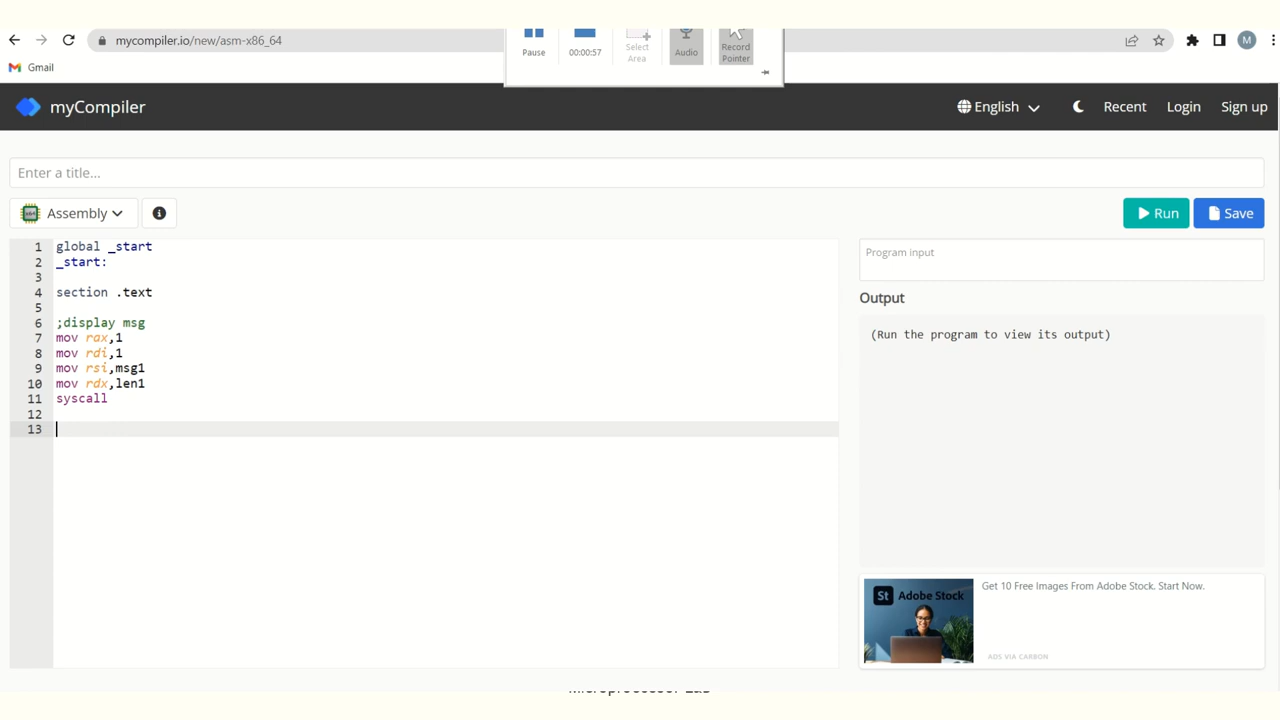 mycompiler.io/new/asm-x86_64
Pause
00:00:57
Select Area
Audio
Record Pointer
M
Gmail
myCompiler
English
Recent
Login
Sign up
Enter a title...
Assembly
Run
Save
1 global _start
2 _start:
3
4 section .text
5
6 ;display msg
7 mov rax,1
8 mov rdi,1
9 mov rsi,msg1
10 mov rdx,len1
11 syscall
12
13
Program input
Output
(Run the program to view its output)
St Adobe Stock
Get 10 Free Images From Adobe Stock. Start Now.
ADS VIA CARBON
Microprocessor Lab